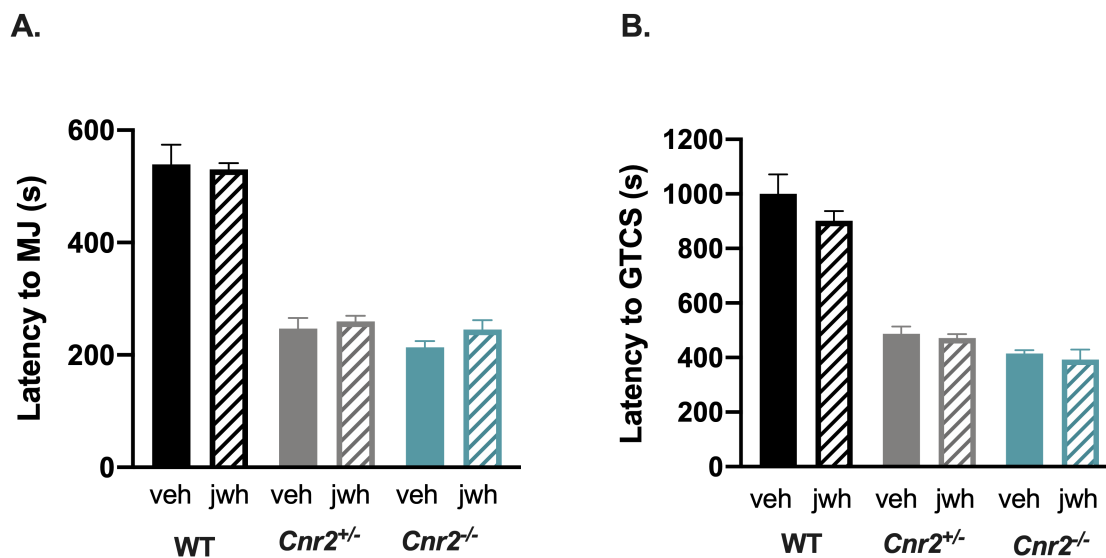 A.
Latency to MJ (s)
600
400
200
0
veh jwh veh jwh veh jwh
WT Cnr2+/- Cnr2-/-
B.
Latency to GTCS (s)
1200
1000
800
600
400
200
0
veh jwh veh jwh veh jwh
WT Cnr2+/- Cnr2-/-